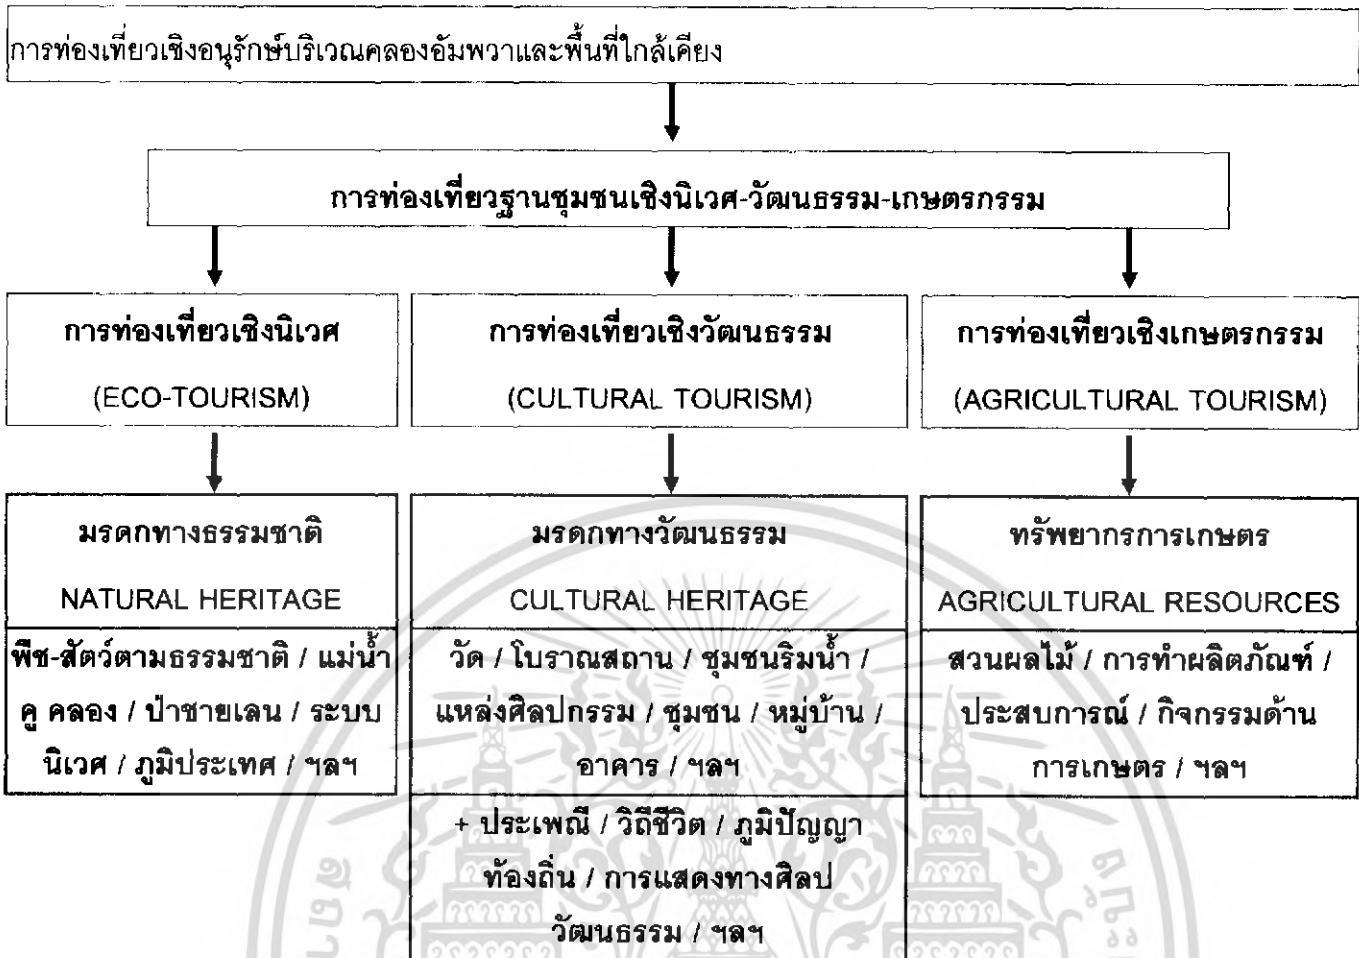 การท่องเที่ยวเชิงอนุรักษ์บริเวณคลองอัมพวาและพื้นที่ใกล้เคียง
การท่องเที่ยวฐานชุมชนเชิงนิเวศ-วัฒนธรรม-เกษตรกรรม
การท่องเที่ยวเชิงนิเวศ
(ECO-TOURISM)
การท่องเที่ยวเชิงวัฒนธรรม
(CULTURAL TOURISM)
การท่องเที่ยวเชิงเกษตรกรรม
(AGRICULTURAL TOURISM)
มรดกทางธรรมชาติ
NATURAL HERITAGE
พืช-สัตว์ตามธรรมชาติ / แม่น้ำ
คู คลอง / ป่าชายเลน / ระบบ
นิเวศ / ภูมิประเทศ / ฯลฯ
มรดกทางวัฒนธรรม
CULTURAL HERITAGE
วัด / โบราณสถาน / ชุมชนริมน้ำ /
แหล่งศิลปกรรม / ชุมชน / หมู่บ้าน /
อาคาร / ฯลฯ
+ ประเพณี / วิถีชีวิต / ภูมิปัญญา
ท้องถิ่น / การแสดงทางศิลป
วัฒนธรรม / ฯลฯ
ทรัพยากรการเกษตร
AGRICULTURAL RESOURCES
สวนผลไม้ / การทำผลิตภัณฑ์ /
ประสบการณ์ / กิจกรรมด้าน
การเกษตร / ฯลฯ